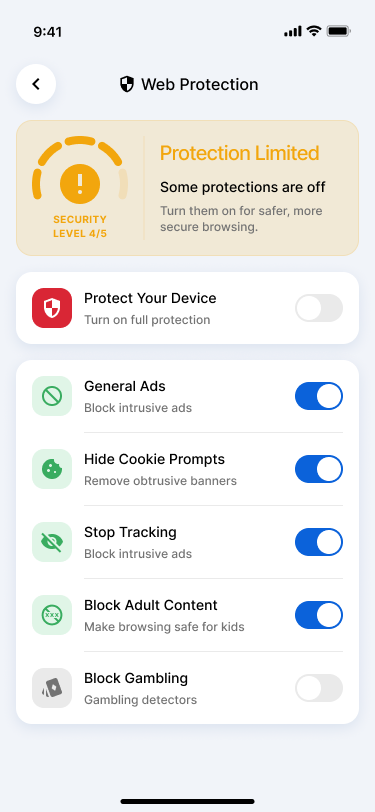 9:41
Web Protection
Protection Limited
Some protections are off
Turn them on for safer, more
secure browsing.
SECURITY
LEVEL 4/5
Protect Your Device
Turn on full protection
General Ads
Block intrusive ads
Hide Cookie Prompts
Remove obtrusive banners
Stop Tracking
Block intrusive ads
XXX
Block Adult Content
Make browsing safe for kids
Block Gambling
Gambling detectors